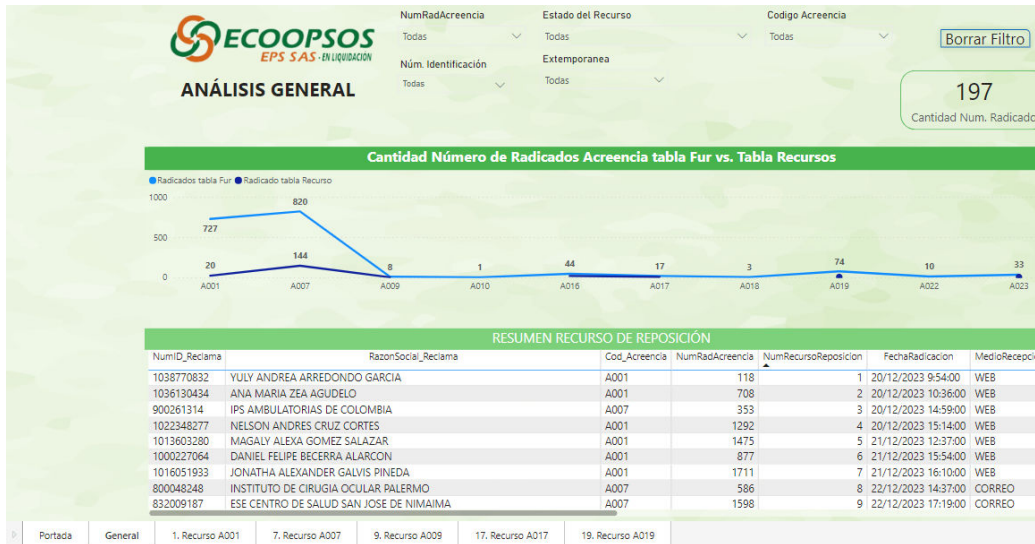 ECOOPSOS
EPS SAS - EN LIQUIDACIÓN
ANÁLISIS GENERAL
NumRadAcreencia
Todas
Estado del Recurso
Todas
Codigo Acreencia
Todas
Núm. Identificación
Todas
Extemporanea
Todas
Borrar Filtro
197
Cantidad Num. Radicado
Cantidad Número de Radicados Acreencia tabla Fur vs. Tabla Recursos
Radicados tabla Fur Radicado tabla Recurso
1000
500
0
727 820 8 1 44 17 3 74 10 33
20 144
A001 A007 A009 A010 A016 A017 A018 A019 A022 A023
RESUMEN RECURSO DE REPOSICIÓN
NumID_Reclama RazonSocial_Reclama Cod_Acreencia NumRadAcreencia NumRecursoReposicion FechaRadicacion MedioRecepci
1038770832 YULY ANDREA ARREDONDO GARCIA A001 118 1 20/12/2023 9:54:00 WEB
1036130434 ANA MARIA ZEA AGUDELO A001 708 2 20/12/2023 10:36:00 WEB
900261314 IPS AMBULATORIAS DE COLOMBIA A007 353 3 20/12/2023 14:59:00 WEB
1022348277 NELSON ANDRES CRUZ CORTES A001 1292 4 20/12/2023 15:14:00 WEB
1013603280 MAGALY ALEXA GOMEZ SALAZAR A001 1475 5 21/12/2023 12:37:00 WEB
1000227064 DANIEL FELIPE BECERRA ALARCON A001 877 6 21/12/2023 15:54:00 WEB
1016051933 JONATHA ALEXANDER GALVIS PINEDA A001 1711 7 21/12/2023 16:10:00 WEB
800048248 INSTITUTO DE CIRUGIA OCULAR PALERMO A007 586 8 22/12/2023 14:37:00 CORREO
832009187 ESE CENTRO DE SALUD SAN JOSE DE NIMAIMA A007 1598 9 22/12/2023 17:19:00 CORREO
Portada General 1. Recurso A001 7. Recurso A007 9. Recurso A009 17. Recurso A017 19. Recurso A019